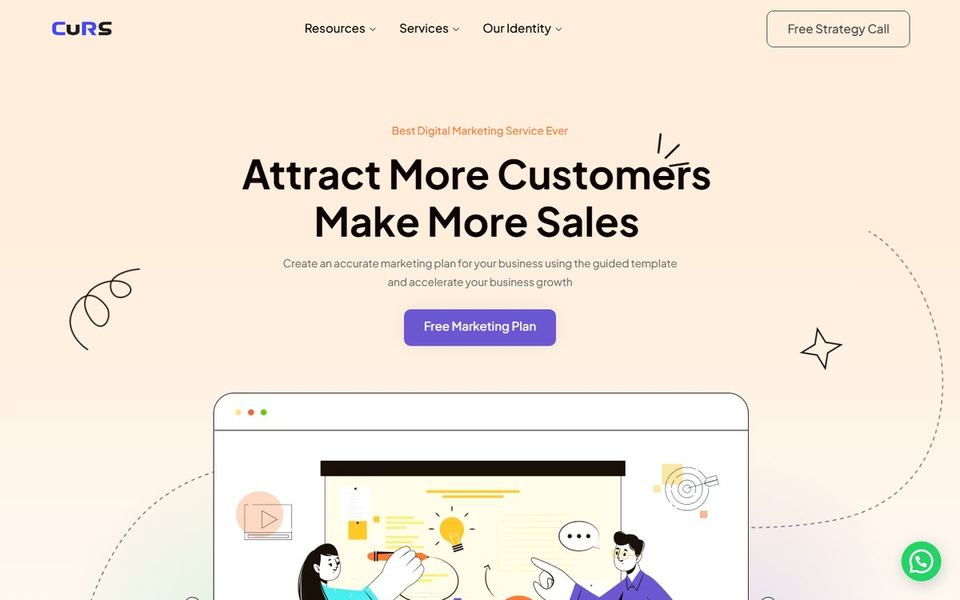 CuRS
Resources
Services
Our Identity
Free Strategy Call
Best Digital Marketing Service Ever
Attract More Customers
Make More Sales
Create an accurate marketing plan for your business using the guided template
and accelerate your business growth
Free Marketing Plan